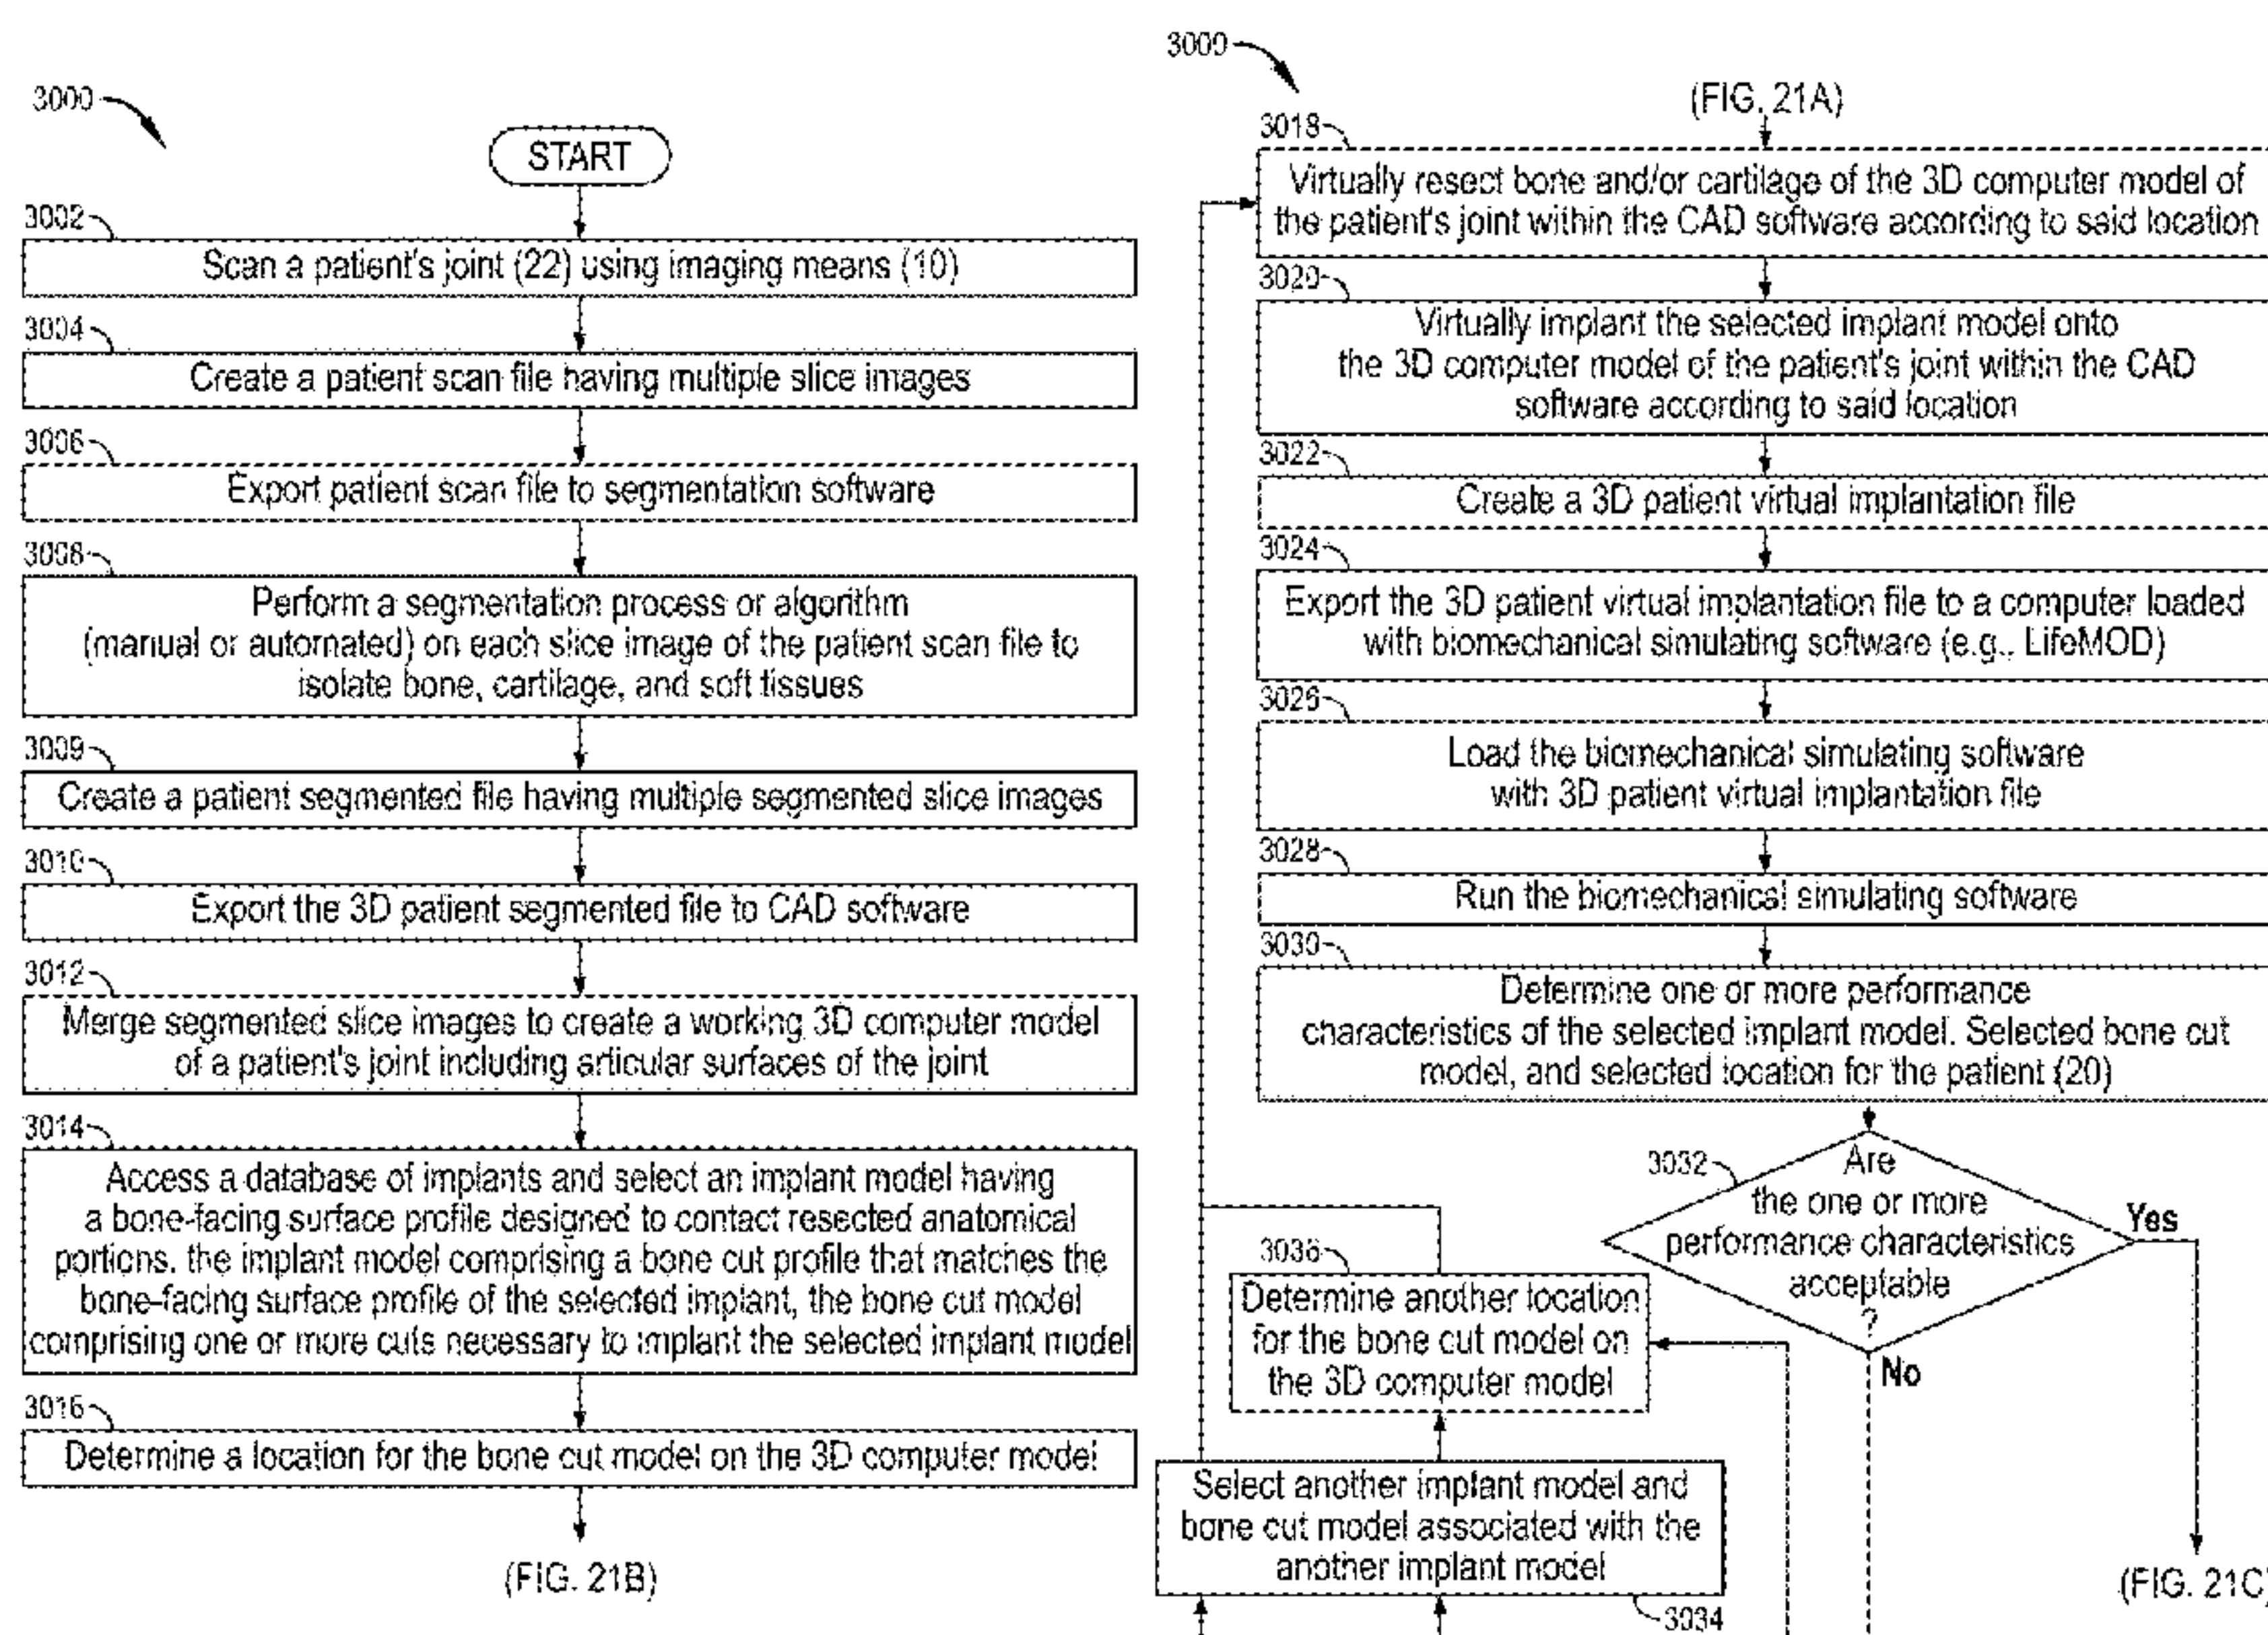 3000
START
3002
Scan a patient's joint (22) using imaging means (10)
3004
Create a patient scan file having multiple slice images
3006
Export patient scan file to segmentation software
3008
Perform a segmentation process or algorithm
(manual or automated) on each slice image of the patient scan file to
isolate bone, cartilage, and soft tissues
3009
Create a patient segmented file having multiple segmented slice images
3010
Export the 3D patient segmented file to CAD software
3012
Merge segmented slice images to create a working 3D computer model
of a patient's joint including articular surfaces of the joint
3014
Access a database of implants and select an implant model having
a bone-facing surface profile designed to contact resected anatomical
portions. the implant model comprising a bone cut profile that matches the
bone-facing surface profile of the selected implant, the bone cut model
comprising one or more cuts necessary to implant the selected implant model
3016
Determine a location for the bone cut model on the 3D computer model
(FIG. 21B)
3000
(FIG. 21A)
3018
Virtually resect bone and/or cartilage of the 3D computer model of
the patient's joint within the CAD software according to said location
3020
Virtually implant the selected implant model onto
the 3D computer model of the patient's joint within the CAD
software according to said location
3022
Create a 3D patient virtual implantation file
3024
Export the 3D patient virtual implantation file to a computer loaded
with biomechanical simulating software (e.g., LifeMOD)
3026
Load the biomechanical simulating software
with 3D patient virtual implantation file
3028
Run the biomechanical simulating software
3030
Determine one or more performance
characteristics of the selected implant model. Selected bone cut
model, and selected location for the patient (20)
3032
Are
the one or more
performance characteristics
acceptable
?
Yes
No
3036
Determine another location
for the bone cut model on
the 3D computer model
Select another implant model and
bone cut model associated with the
another implant model
3034
(FIG. 21C)